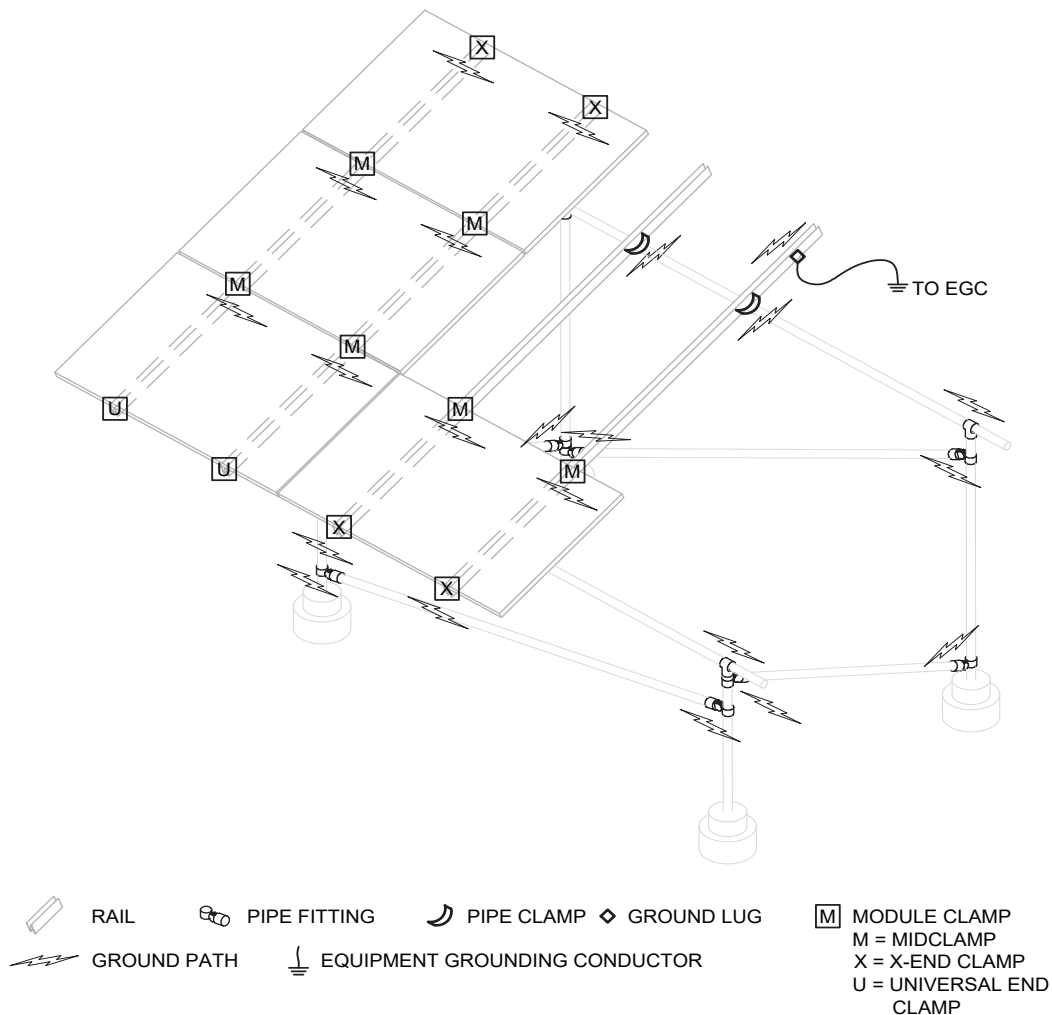 X
X
M
M
M
TO EGC
M
U
M
U
M
X
X
RAIL
PIPE FITTING
PIPE CLAMP
GROUND LUG
M
MODULE CLAMP
M = MIDCLAMP
X = X-END CLAMP
U = UNIVERSAL END
CLAMP
GROUND PATH
EQUIPMENT GROUNDING CONDUCTOR